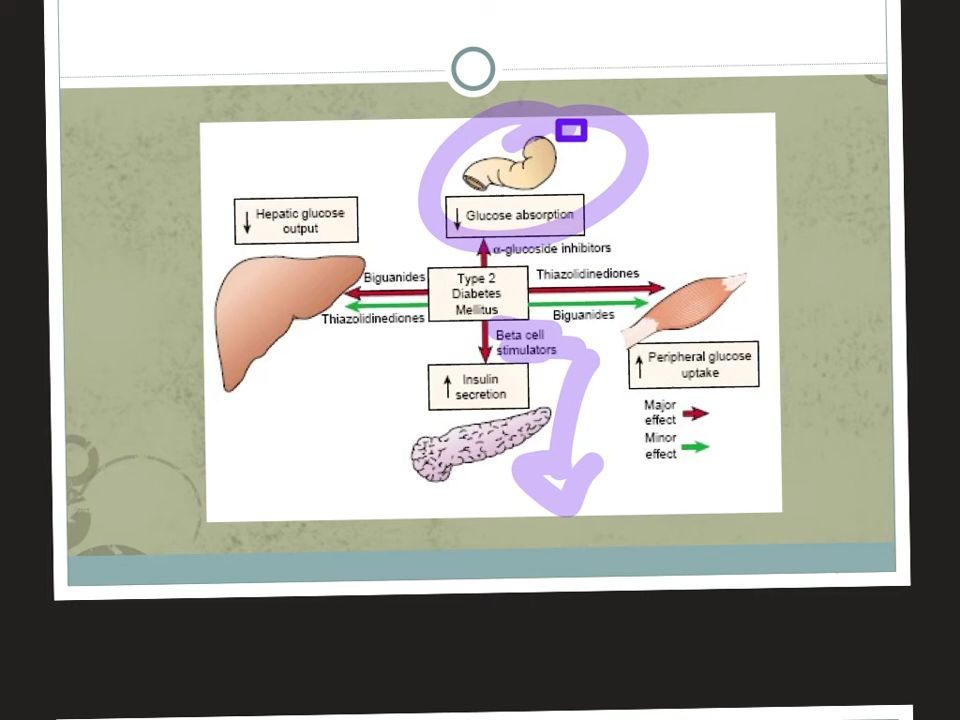 Glucose absorption
α-glucoside inhibitors
Hepatic glucose
output
Biguanides
Thiazolidinediones
Type 2
Diabetes
Mellitus
Thiazolidinediones
Biguanides
Beta cell
stimulators
Insulin
secretion
Peripheral glucose
uptake
Major
effect
Minor
effect